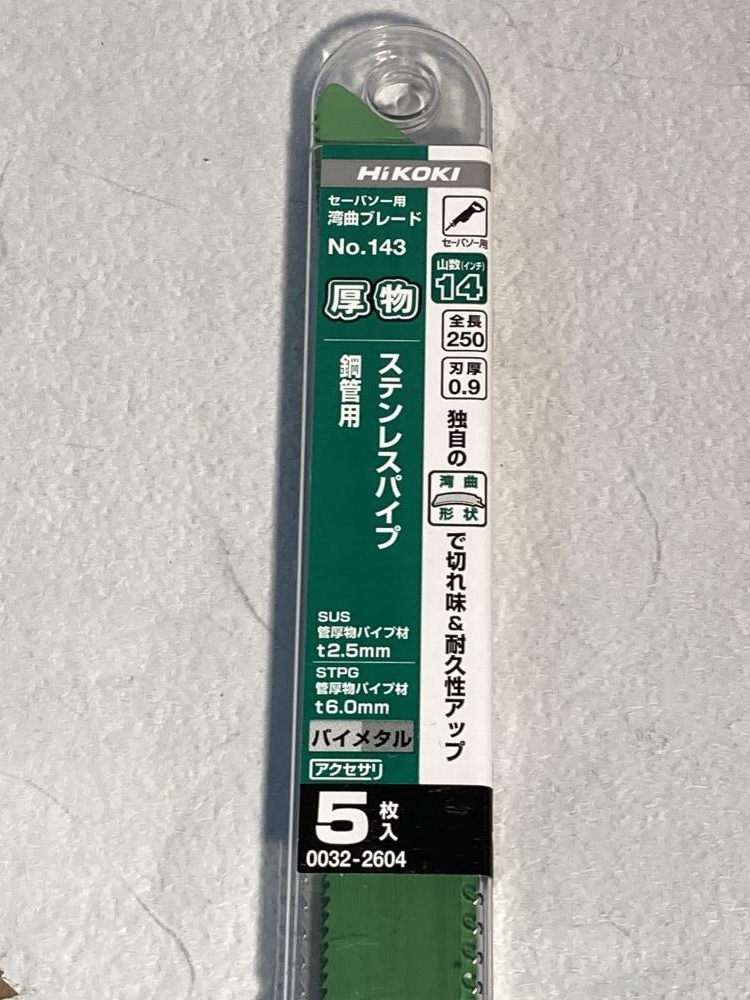 HiKOKI
セーバソー用
湾曲ブレード
No.143
厚物
ステンレスパイプ
鋼管用
SUS
管厚物パイプ材
t2.5mm
STPG
管厚物パイプ材
t6.0mm
バイメタル
アクセサリ
セーバソー用
山数(インチ)
14
全長
250
刃厚
0.9
独自の
湾曲
形状
で切れ味&耐久性アップ
5枚入
0032-2604